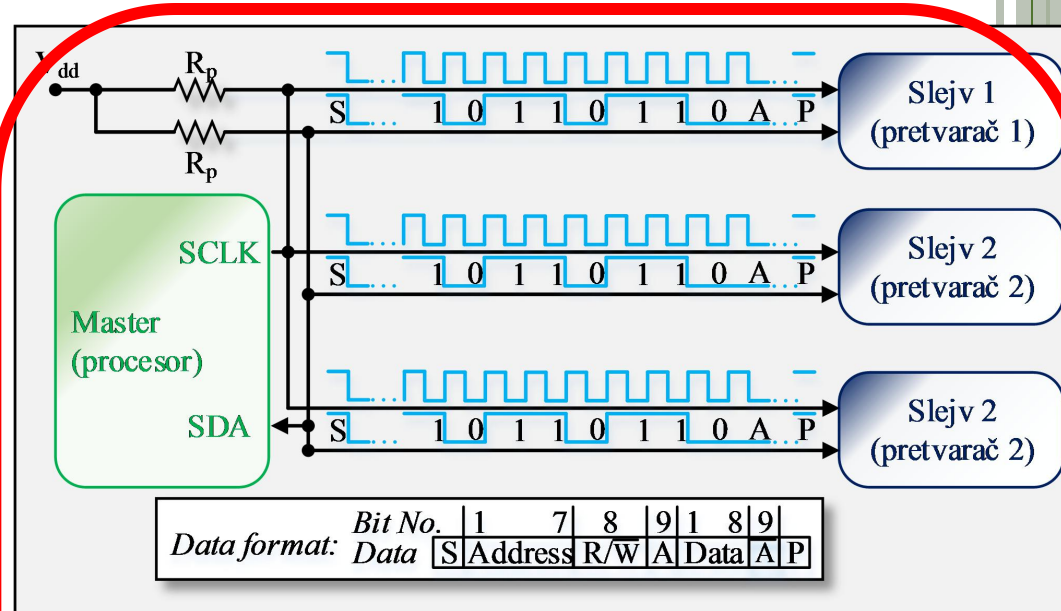 Vdd
Rp
Rp
S ... 1 0 1 1 0 1 1 0 A ... P
Slejv 1
(pretvarač 1)
Master
(procesor)
SCLK
SDA
S ... 1 0 1 1 0 1 1 0 A ... P
Slejv 2
(pretvarač 2)
S ... 1 0 1 1 0 1 1 0 A ... P
Slejv 2
(pretvarač 2)
Data format:
Bit No. 1 7 8 9 1 8 9
Data S Address R/W̅ A Data A̅ P